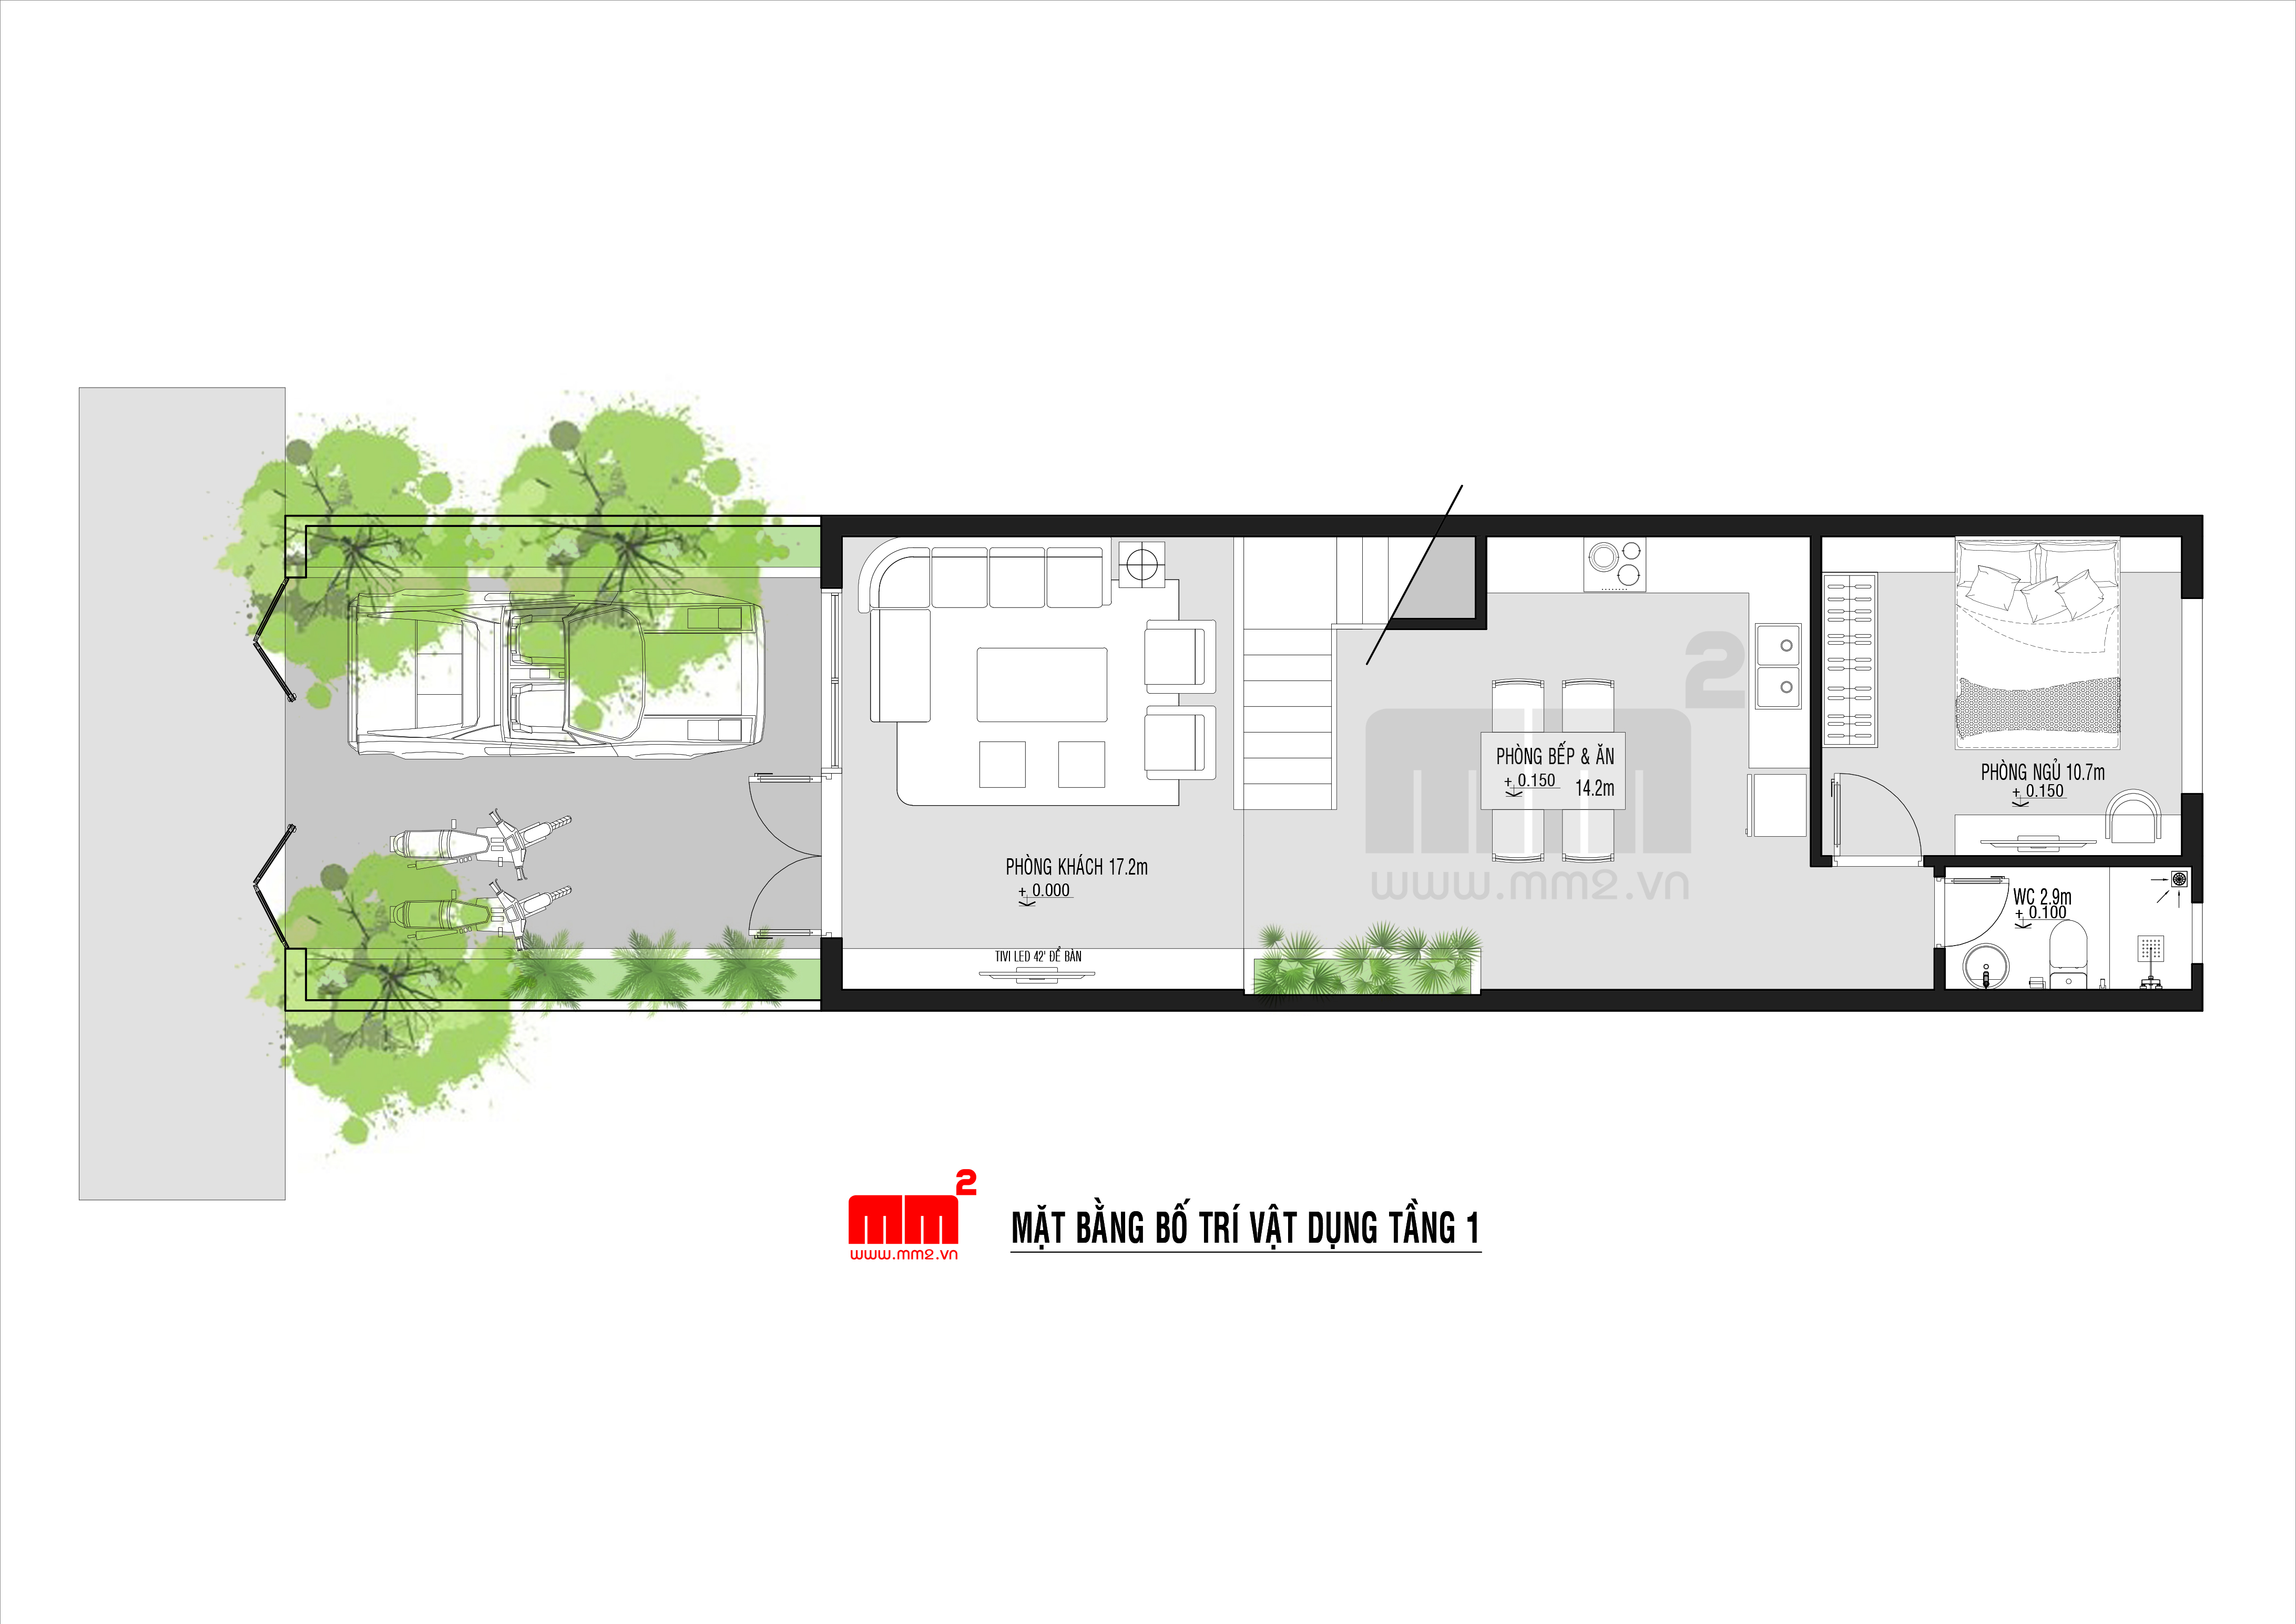 PHÒNG BẾP & ĂN
+ 0.150
14.2m
PHÒNG NGỦ 10.7m
+ 0.150
PHÒNG KHÁCH 17.2m
+ 0.000
WC 2.9m
+ 0.100
TIVI LED 42' ĐỂ BÀN
mm2
www.mm2.vn
mm2
www.mm2.vn
MẶT BẰNG BỐ TRÍ VẬT DỤNG TẦNG 1